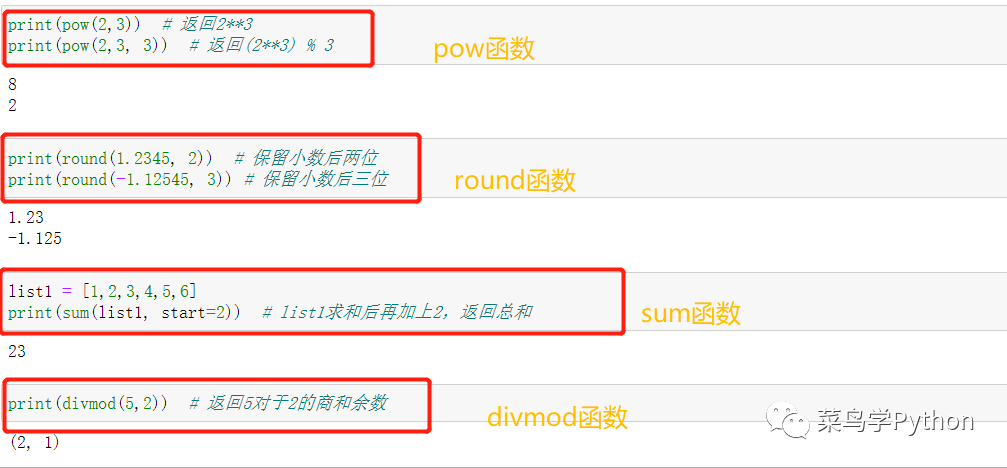 print(pow(2,3))  # 返回2**3
print(pow(2,3, 3))  # 返回(2**3) % 3
pow函数
8
2
print(round(1.2345, 2))  # 保留小数后两位
print(round(-1.12545, 3)) # 保留小数后三位
round函数
1.23
-1.125
list1 = [1,2,3,4,5,6]
print(sum(list1, start=2))  # list1求和后再加上2，返回总和
sum函数
23
print(divmod(5,2))  # 返回5对于2的商和余数
divmod函数
(2, 1)
菜鸟学Python